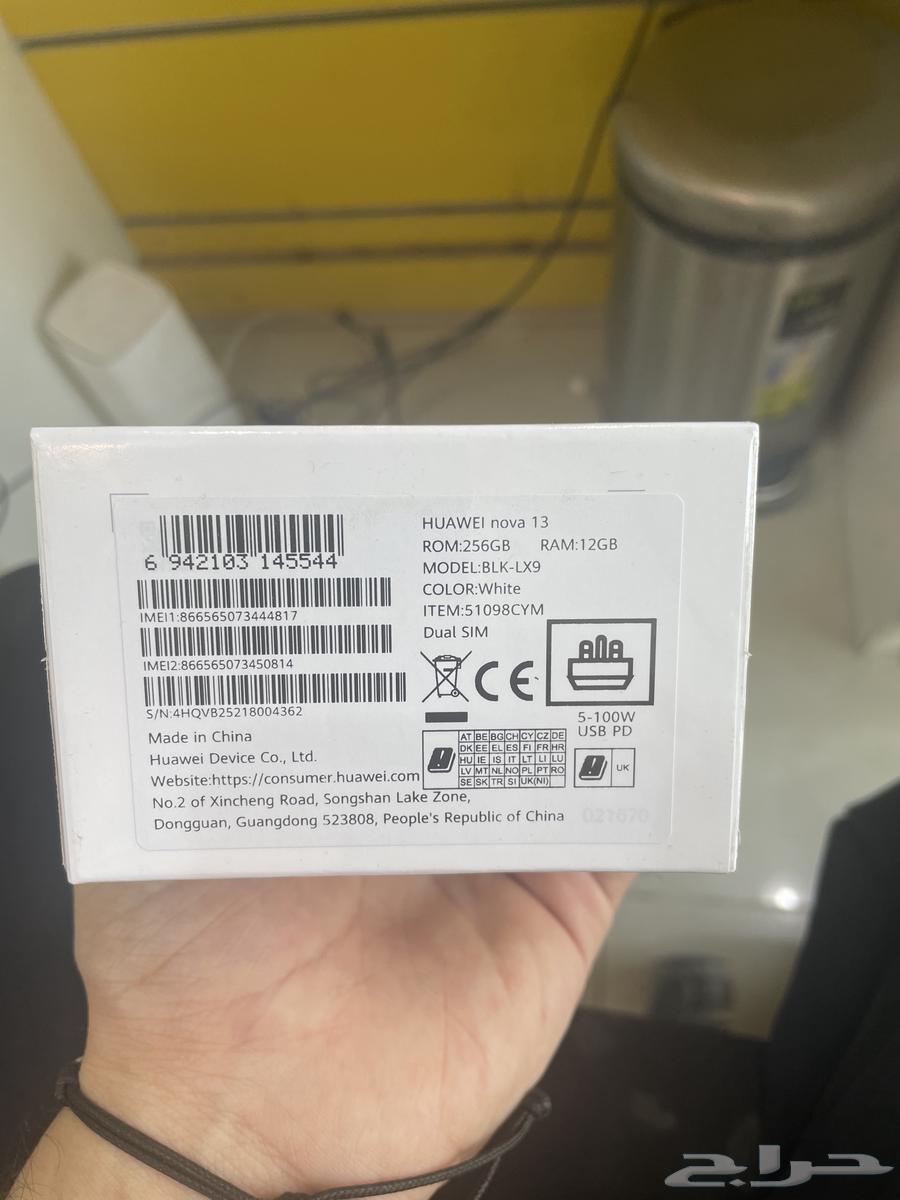 6 942103 145544
IMEI1:866565073444817
IMEI2:866565073450814
S/N:4HQVB25218004362
HUAWEI nova 13
ROM:256GB RAM:12GB
MODEL:BLK-LX9
COLOR:White
ITEM:51098CYM
Dual SIM
CE
5-100W
USB PD
AT BE BG CH CY CZ DE
DK EE EL ES FI FR HR
HU IE IS IT LT LI LU
LV MT NL NO PL PT RO
SE SK TR SI UK(NI)
UK
Made in China
Huawei Device Co., Ltd.
Website:https://consumer.huawei.com
No.2 of Xincheng Road, Songshan Lake Zone,
Dongguan, Guangdong 523808, People's Republic of China
021670
حراج